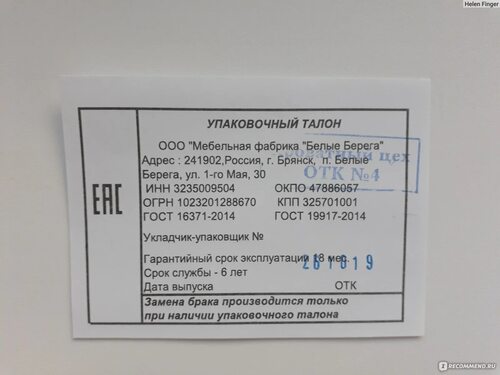 Helen Finger
УПАКОВОЧНЫЙ ТАЛОН
ООО "Мебельная фабрика "Белые Берега"
Адрес : 241902,Россия, г. Брянск, п. Белые
Берега, ул. 1-го Мая, 30
цех
ОТК №4
ИНН 3235009504 ОКПО 47886057
ОГРН 1023201288670 КПП 325701001
ГОСТ 16371-2014 ГОСТ 19917-2014
EAC
Укладчик-упаковщик №
Гарантийный срок эксплуатации 18 мес.
Срок службы - 6 лет
Дата выпуска ОТК
Замена брака производится только
при наличии упаковочного талона
IRECOMMEND.RU